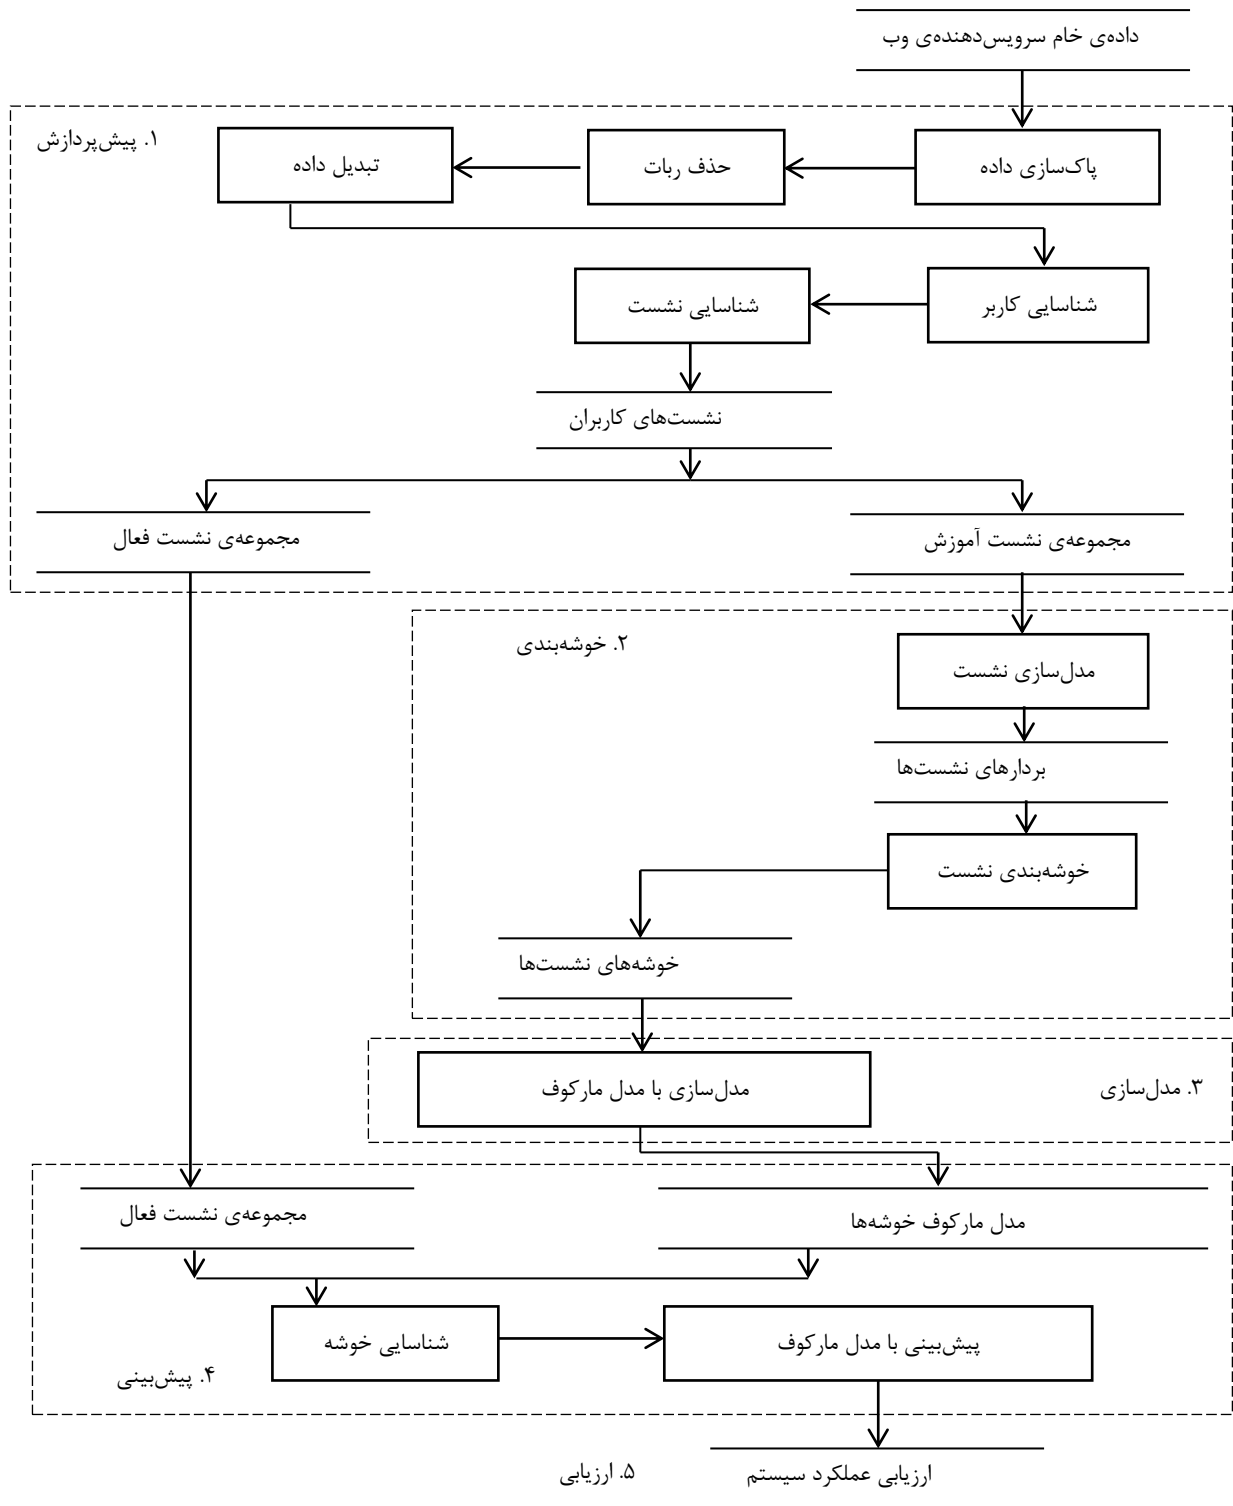 داده‌ی خام سرویس‌دهنده‌ی وب
۱. پیش‌پردازش
پاک‌سازی داده
حذف ربات
تبدیل داده
شناسایی کاربر
شناسایی نشست
نشست‌های کاربران
مجموعه‌ی نشست آموزش
مجموعه‌ی نشست فعال
۲. خوشه‌بندی
مدل‌سازی نشست
بردارهای نشست‌ها
خوشه‌بندی نشست
خوشه‌های نشست‌ها
۳. مدل‌سازی
مدل‌سازی با مدل مارکوف
مدل مارکوف خوشه‌ها
مجموعه‌ی نشست فعال
شناسایی خوشه
پیش‌بینی با مدل مارکوف
۴. پیش‌بینی
ارزیابی عملکرد سیستم
۵. ارزیابی